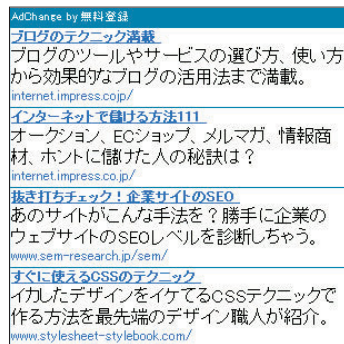 AdChange by 無料登録
ブログのテクニック満載
ブログのツールやサービスの選び方、使い方
から効果的なブログの活用法まで満載。
internet.impress.cojp/
インターネットで儲ける方法111
オークション、ECショップ、メルマガ、情報商
材、ホントに儲けた人の秘訣は?
internet.impress.co.jp/
抜き打ちチェック!企業サイトのSEO
あのサイトがこんな手法を?勝手に企業の
ウェブサイトのSEOレベルを診断しちゃう。
www.sem-research.jp/sem/
すぐに使えるCSSのテクニック
イカしたデザインをイケてるCSSテクニックで
作る方法を最先端のデザイン職人が紹介。
www.stylesheet-stylebook.com/